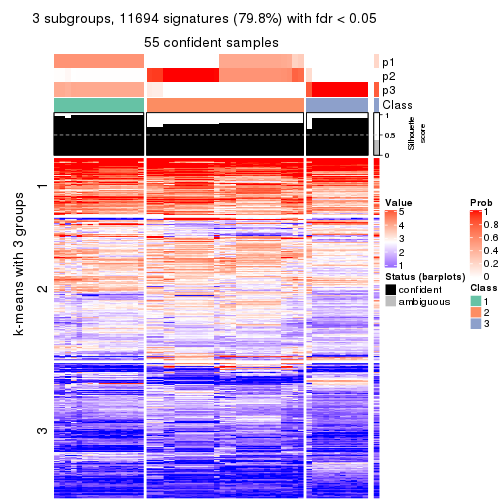 3 subgroups, 11694 signatures (79.8%) with fdr < 0.05
55 confident samples
p1
p2
p3
Class
1
0.5
0
Silhouette
score
k-means with 3 groups
1
2
3
Value
5
4
3
2
1
Status (barplots)
confident
ambiguous
Prob
1
0.8
0.6
0.4
0.2
0
Class
1
2
3